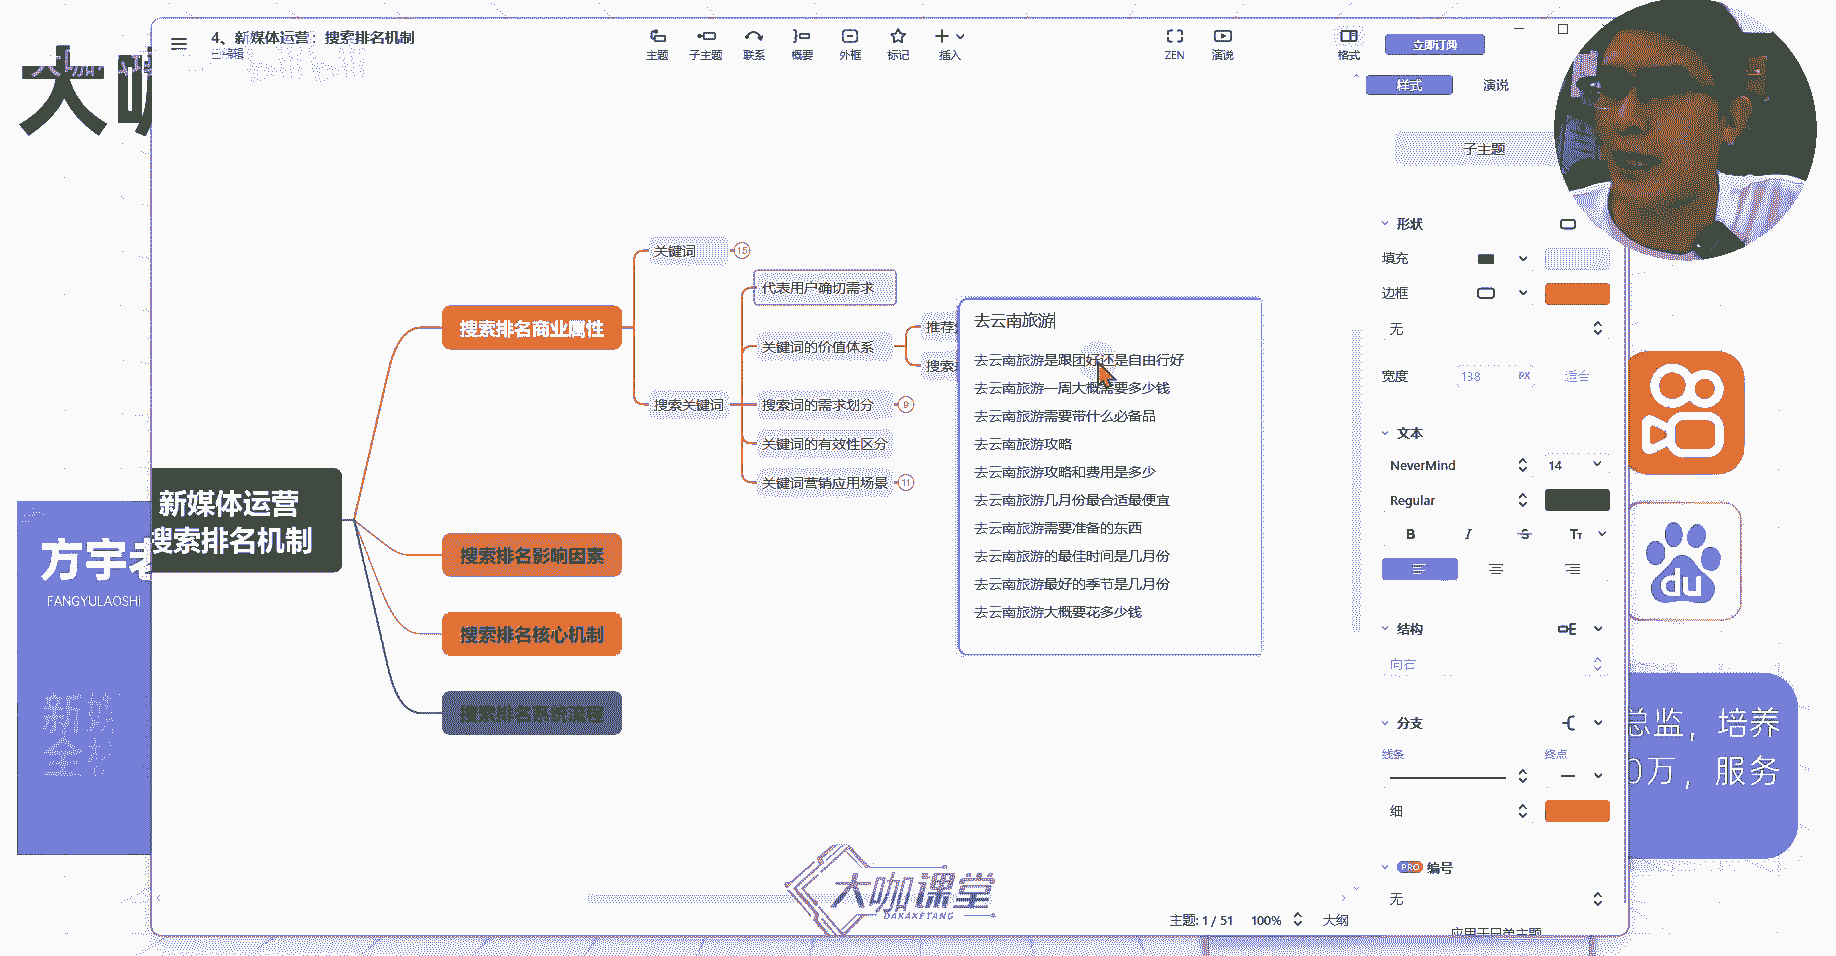 4、新媒体运营：搜索排名机制
已编辑
主题
子主题
联系
概要
外框
标记
插入
ZEN
演说
格式
立即订阅
样式
演说
子主题
形状
填充
边框
无
宽度
188
PX
适合
文本
NeverMind
14
Regular
B
I
S
Tт
结构
向右
分支
线条
终点
细
PRO 编号
无
应用于兄弟主题
大咖
方宇老
FANGYULAOSHI
新媒体运营
搜索排名机制
搜索排名商业属性
搜索排名影响因素
搜索排名核心机制
关键词
15
搜索关键词
代表用户确切需求
关键词的价值体系
搜索词的需求划分
9
关键词的有效性区分
关键词营销应用场景
11
推荐
搜索
去云南旅游
去云南旅游是跟团好还是自由行好
去云南旅游一周大概需要多少钱
去云南旅游需要带什么必备品
去云南旅游攻略
去云南旅游攻略和费用是多少
去云南旅游几月份最合适最便宜
去云南旅游需要准备的东西
去云南旅游的最佳时间是几月份
去云南旅游最好的季节是几月份
去云南旅游大概要花多少钱
du
总监，培养
0万，服务
大咖课堂
DAKAKETANG
主题: 1 / 51
100%
大纲